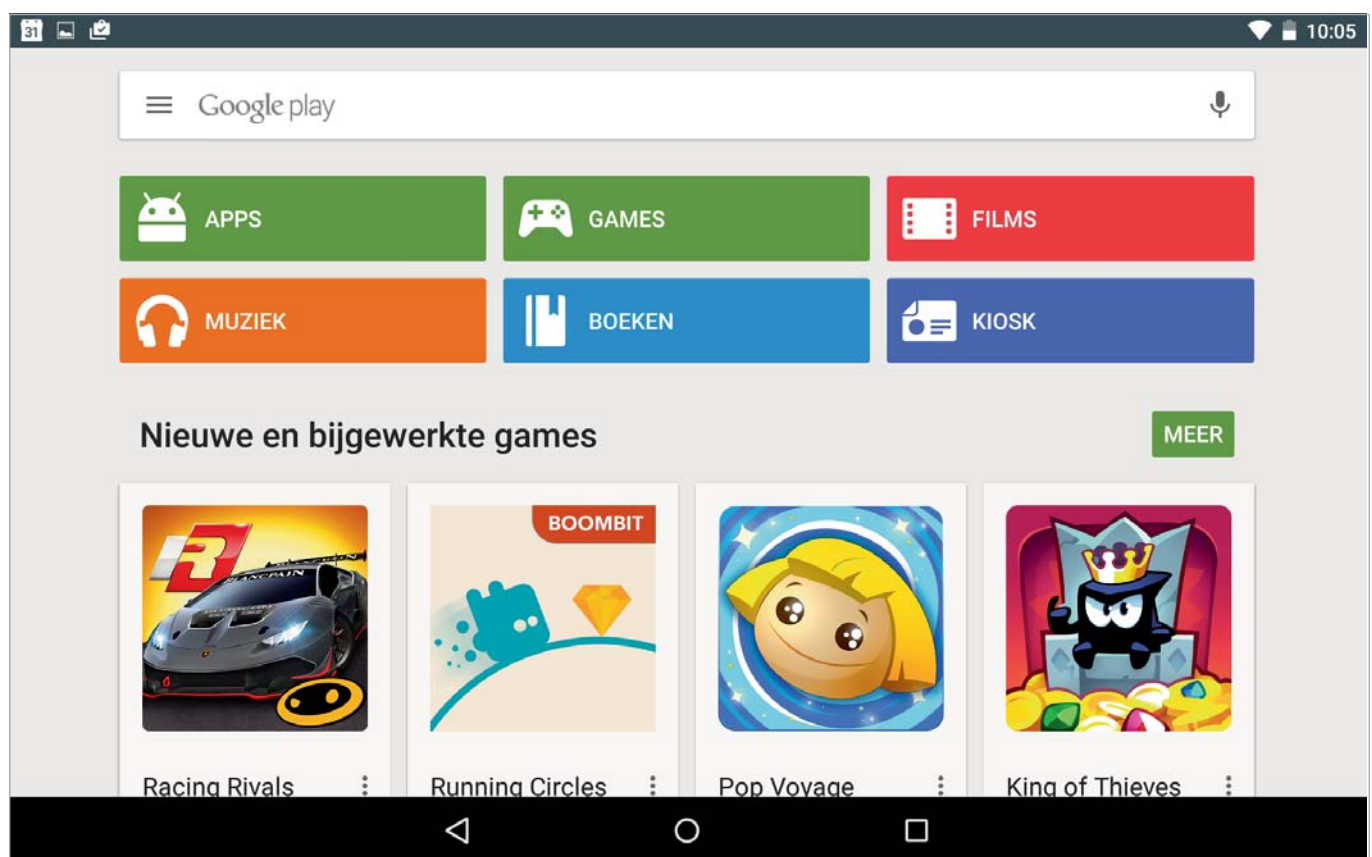 31 10:05
Google play
APPS GAMES FILMS
MUZIEK BOEKEN KIOSK
Nieuwe en bijgewerkte games MEER
BLANCPAIN
BOOMBIT
Racing Rivals Running Circles Pop Voyage King of Thieves